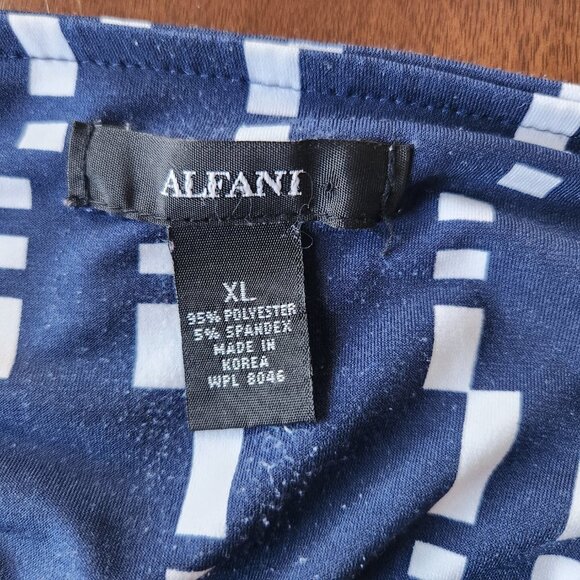 ALFANI
XL
95% POLYESTER
5% SPANDEX
MADE IN
KOREA
WPL 8046